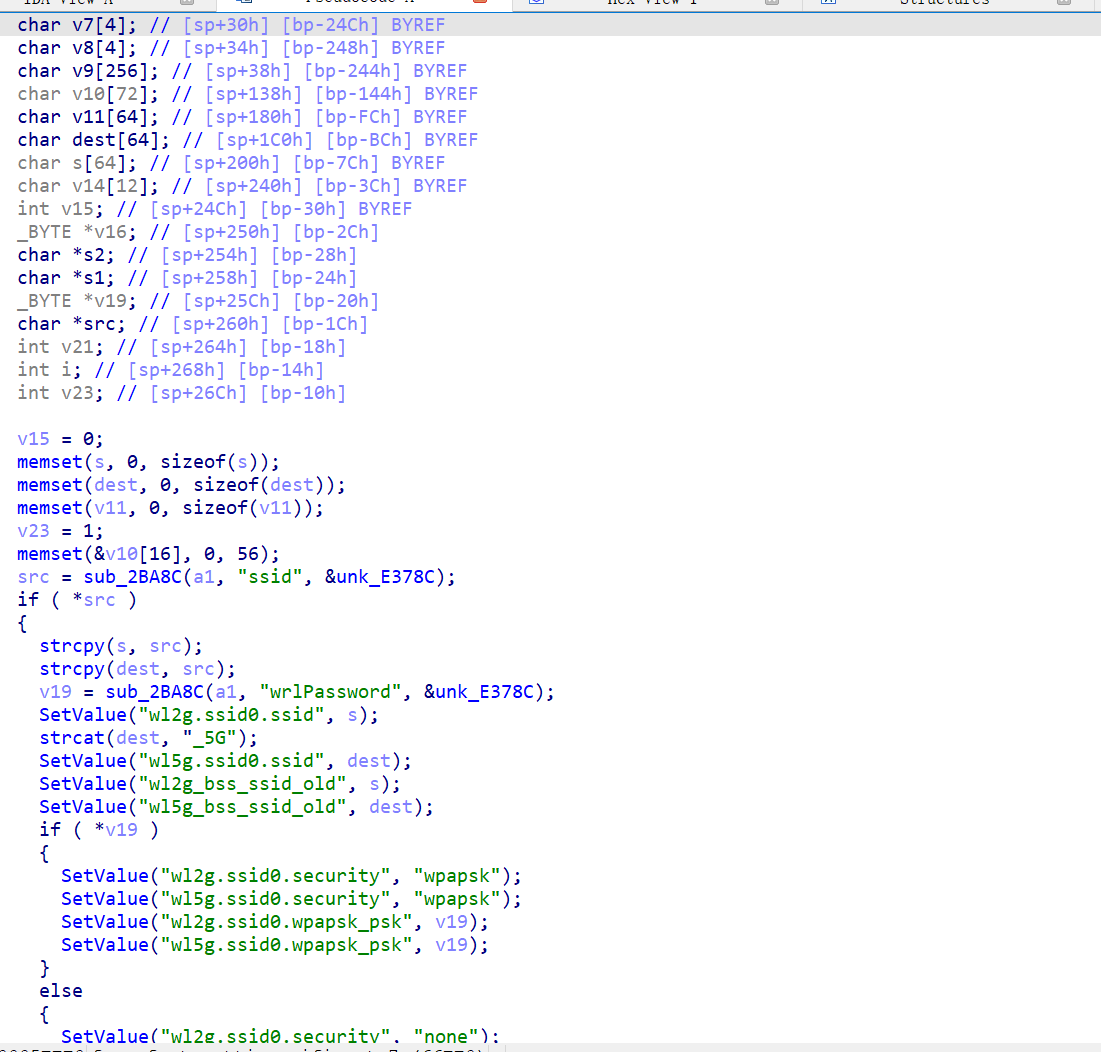 IDA View-A Pseudocode-A Hex View-1 Structures
char v7[4]; // [sp+30h] [bp-24Ch] BYREF
char v8[4]; // [sp+34h] [bp-248h] BYREF
char v9[256]; // [sp+38h] [bp-244h] BYREF
char v10[72]; // [sp+138h] [bp-144h] BYREF
char v11[64]; // [sp+180h] [bp-FCh] BYREF
char dest[64]; // [sp+1C0h] [bp-BCh] BYREF
char s[64]; // [sp+200h] [bp-7Ch] BYREF
char v14[12]; // [sp+240h] [bp-3Ch] BYREF
int v15; // [sp+24Ch] [bp-30h] BYREF
_BYTE *v16; // [sp+250h] [bp-2Ch]
char *s2; // [sp+254h] [bp-28h]
char *s1; // [sp+258h] [bp-24h]
_BYTE *v19; // [sp+25Ch] [bp-20h]
char *src; // [sp+260h] [bp-1Ch]
int v21; // [sp+264h] [bp-18h]
int i; // [sp+268h] [bp-14h]
int v23; // [sp+26Ch] [bp-10h]
v15 = 0;
memset(s, 0, sizeof(s));
memset(dest, 0, sizeof(dest));
memset(v11, 0, sizeof(v11));
v23 = 1;
memset(&v10[16], 0, 56);
src = sub_2BA8C(a1, "ssid", &unk_E378C);
if ( *src )
{
strcpy(s, src);
strcpy(dest, src);
v19 = sub_2BA8C(a1, "wrlPassword", &unk_E378C);
SetValue("wl2g.ssid0.ssid", s);
strcat(dest, "_5G");
SetValue("wl5g.ssid0.ssid", dest);
SetValue("wl2g_bss_ssid_old", s);
SetValue("wl5g_bss_ssid_old", dest);
if ( *v19 )
{
SetValue("wl2g.ssid0.security", "wpapsk");
SetValue("wl5g.ssid0.security", "wpapsk");
SetValue("wl2g.ssid0.wpapsk_psk", v19);
SetValue("wl5g.ssid0.wpapsk_psk", v19);
}
else
{
SetValue("wl2g.ssid0.security", "none");